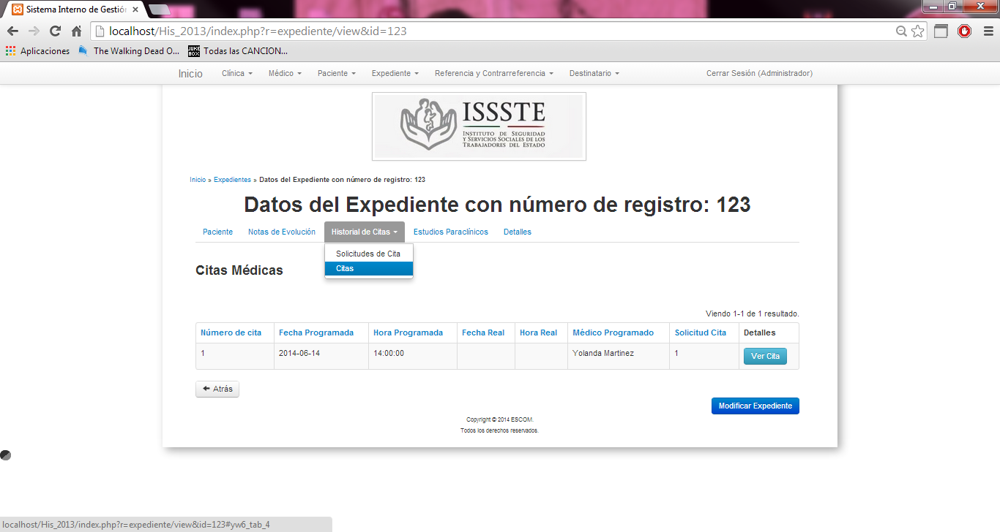 Sistema Interno de Gestión
localhost/His_2013/index.php?r=expediente/view&id=123
Aplicaciones The Walking Dead O... JUKE BOX Todas las CANCION...
Inicio Clínica Médico Paciente Expediente Referencia y Contrarreferencia Destinatario Cerrar Sesión (Administrador)
ISSSTE
INSTITUTO DE SEGURIDAD
Y SERVICIOS SOCIALES DE LOS
TRABAJADORES DEL ESTADO
Inicio » Expedientes » Datos del Expediente con número de registro: 123
Datos del Expediente con número de registro: 123
Paciente Notas de Evolución Historial de Citas Estudios Paraclínicos Detalles
Solicitudes de Cita
Citas
Citas Médicas
Viendo 1-1 de 1 resultado.
Número de cita Fecha Programada Hora Programada Fecha Real Hora Real Médico Programado Solicitud Cita Detalles
1 2014-06-14 14:00:00 Yolanda Martinez 1 Ver Cita
Atrás
Modificar Expediente
Copyright © 2014 ESCOM.
Todos los derechos reservados.
localhost/His_2013/index.php?r=expediente/view&id=123#yw6_tab_4